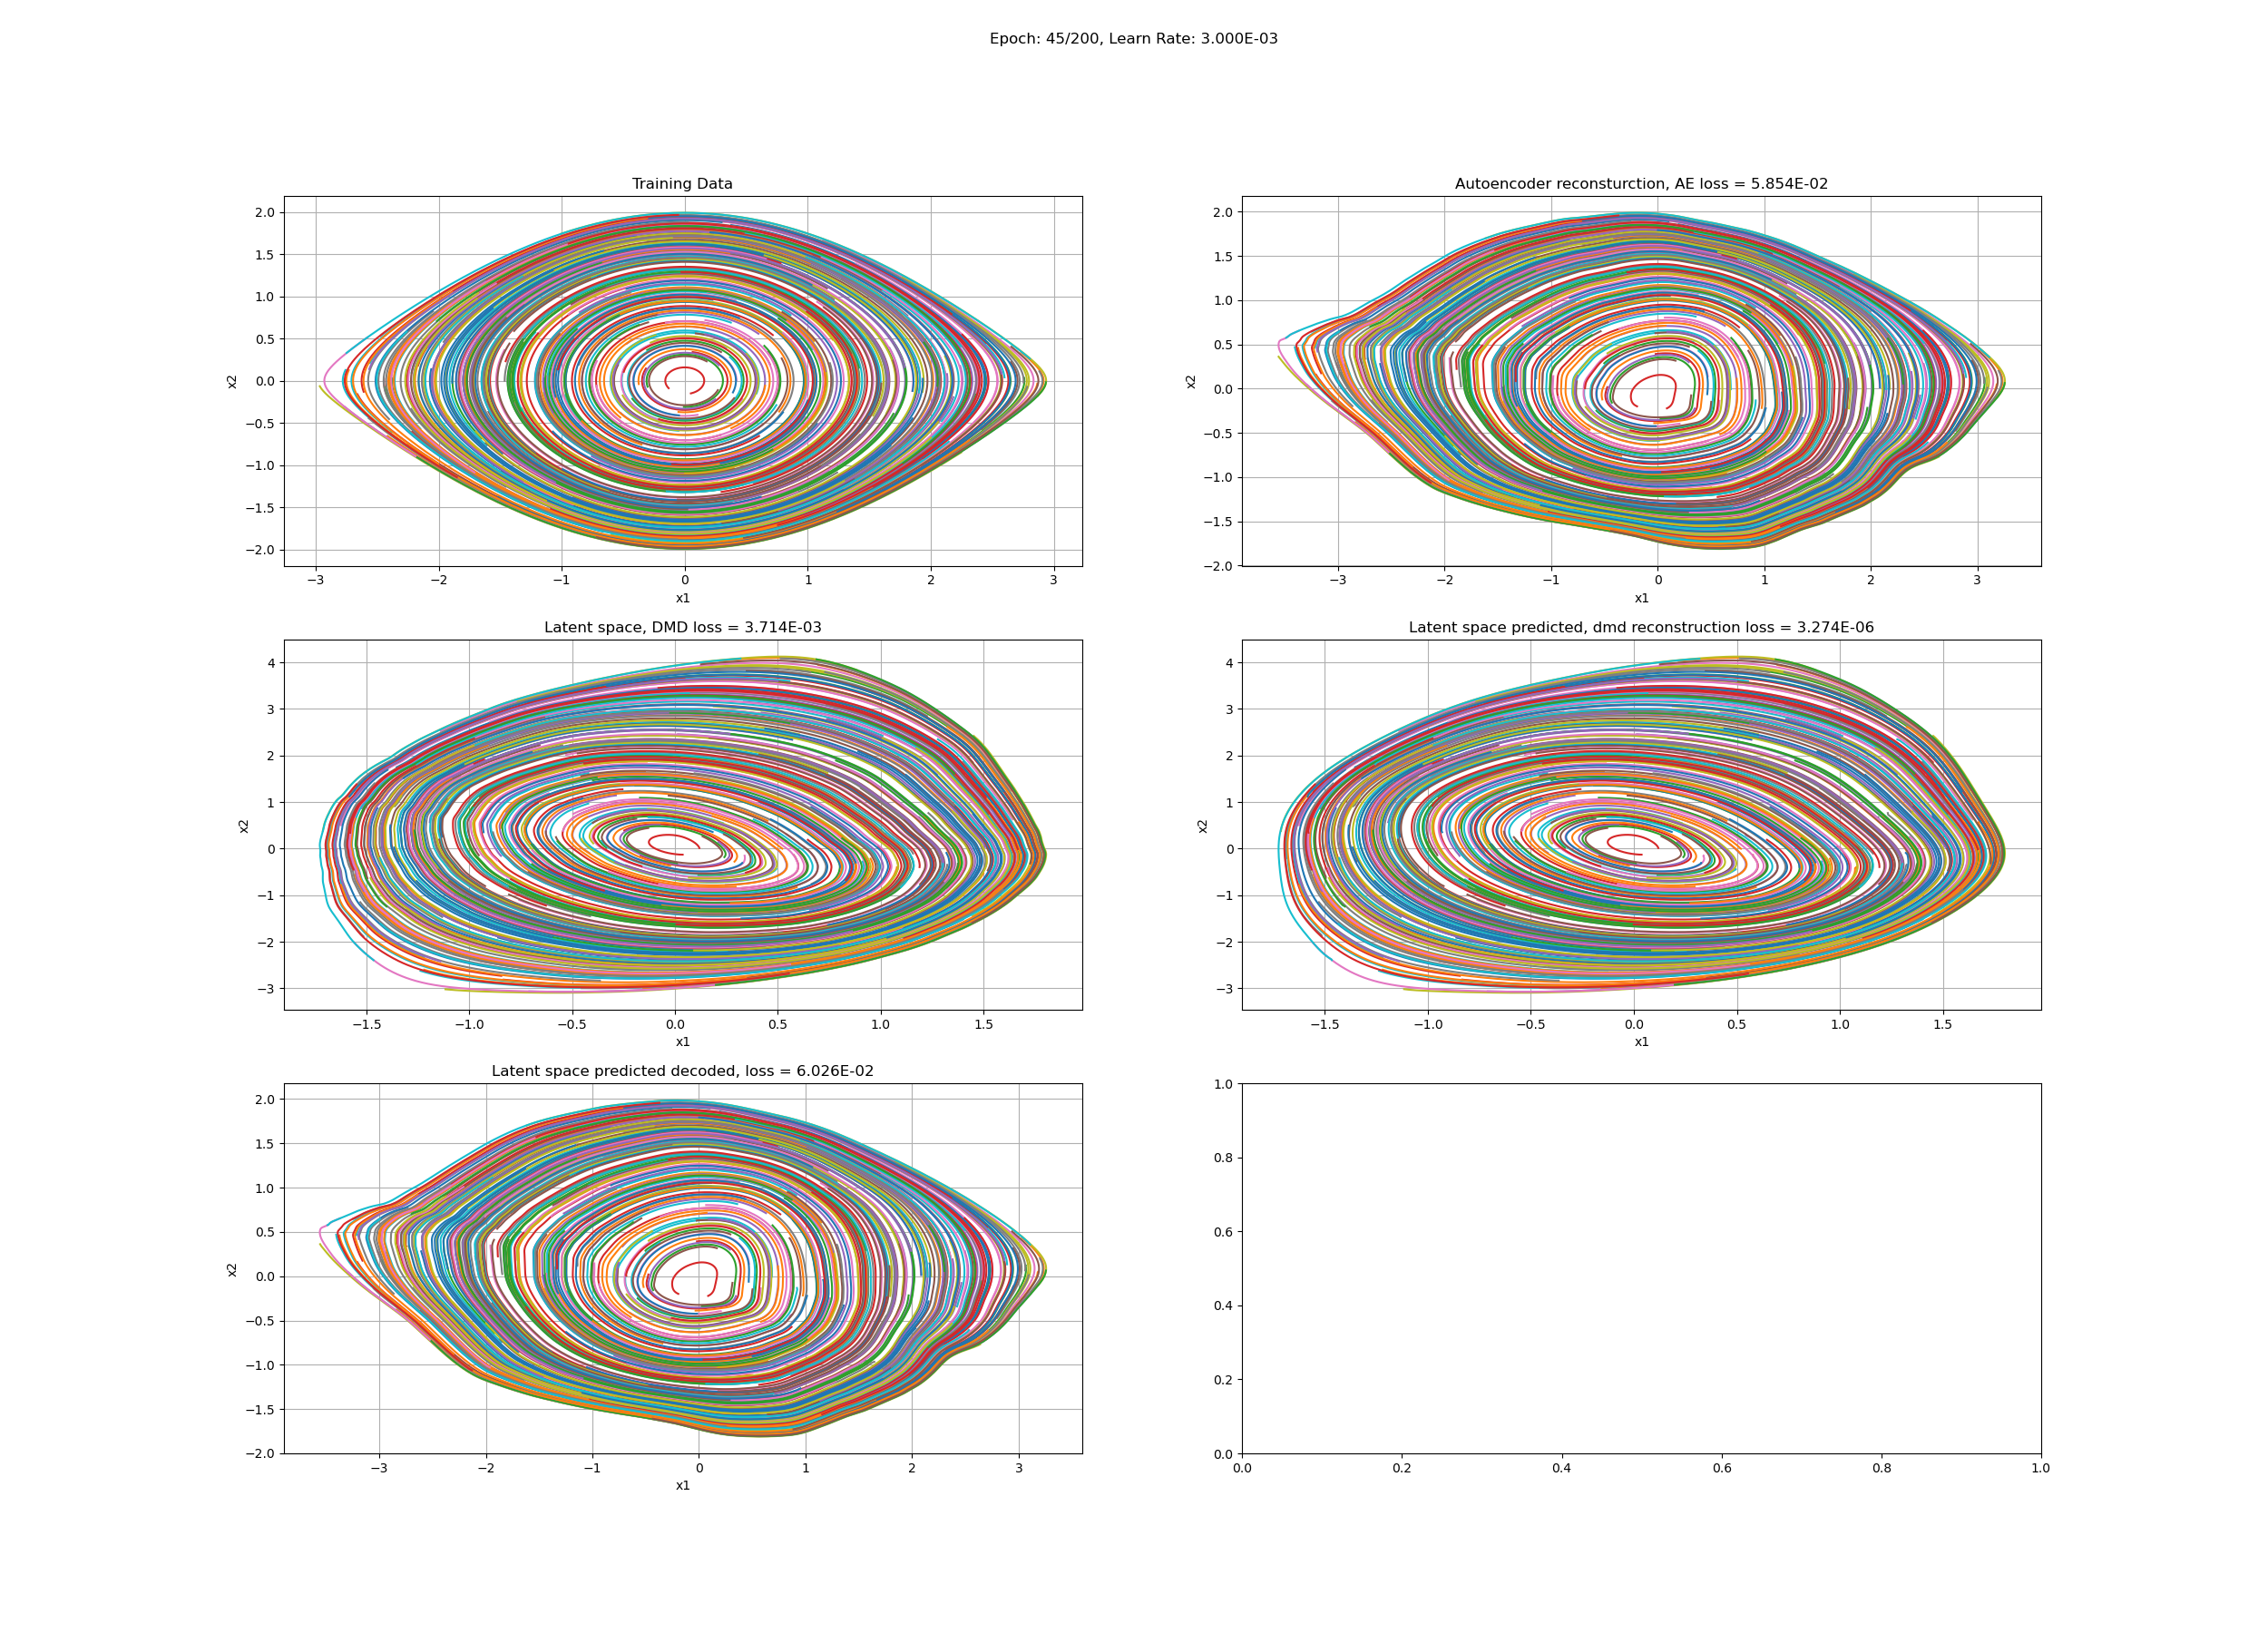 Epoch: 45/200, Learn Rate: 3.000E-03
Training Data
2.0
1.5
1.0
0.5
0.0
−0.5
−1.0
−1.5
−2.0
x2
−3 −2 −1 0 1 2 3
x1
Autoencoder reconsturction, AE loss = 5.854E-02
2.0
1.5
1.0
0.5
0.0
−0.5
−1.0
−1.5
−2.0
x2
−3 −2 −1 0 1 2 3
x1
Latent space, DMD loss = 3.714E-03
4
3
2
1
0
−1
−2
−3
x2
−1.5 −1.0 −0.5 0.0 0.5 1.0 1.5
x1
Latent space predicted, dmd reconstruction loss = 3.274E-06
4
3
2
1
0
−1
−2
−3
x2
−1.5 −1.0 −0.5 0.0 0.5 1.0 1.5
x1
Latent space predicted decoded, loss = 6.026E-02
2.0
1.5
1.0
0.5
0.0
−0.5
−1.0
−1.5
−2.0
x2
−3 −2 −1 0 1 2 3
x1
1.0
0.8
0.6
0.4
0.2
0.0
0.0 0.2 0.4 0.6 0.8 1.0